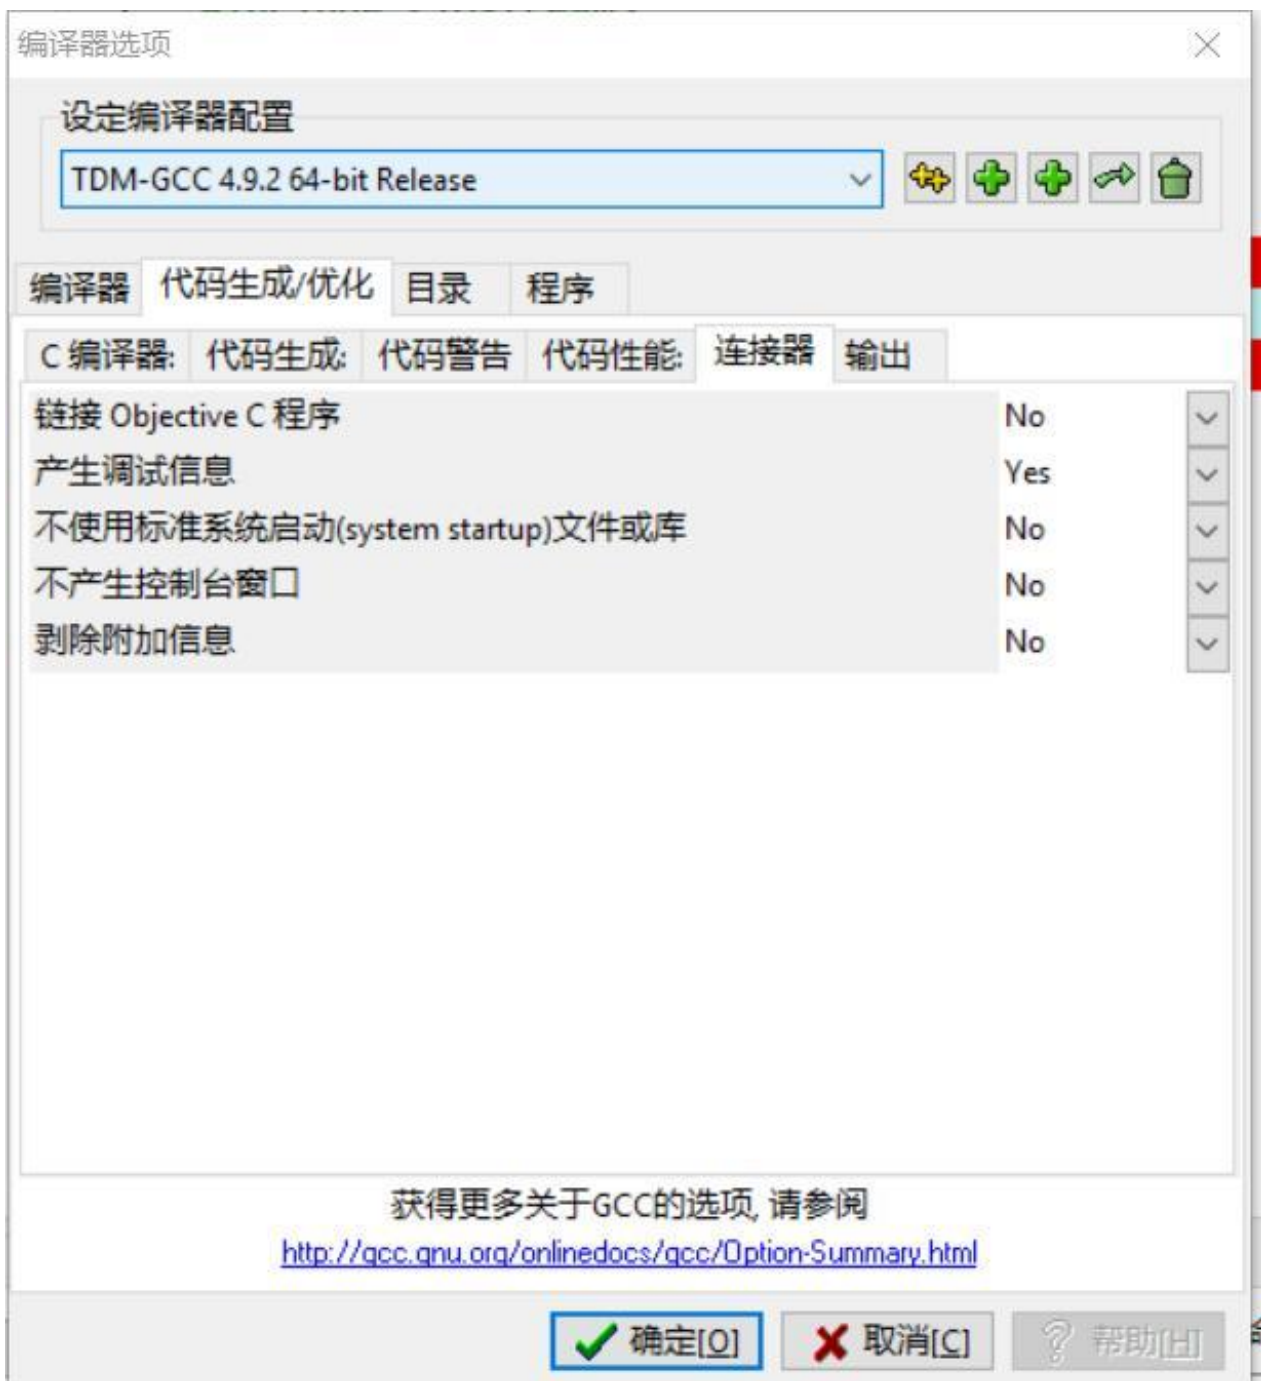 编译器选项
设定编译器配置
TDM-GCC 4.9.2 64-bit Release
编译器 代码生成/优化 目录 程序
C 编译器: 代码生成: 代码警告 代码性能: 连接器 输出
链接 Objective C 程序 No
产生调试信息 Yes
不使用标准系统启动(system startup)文件或库 No
不产生控制台窗口 No
剥除附加信息 No
获得更多关于GCC的选项, 请参阅
http://gcc.gnu.org/onlinedocs/gcc/Option-Summary.html
确定[O] 取消[C] 帮助[H]